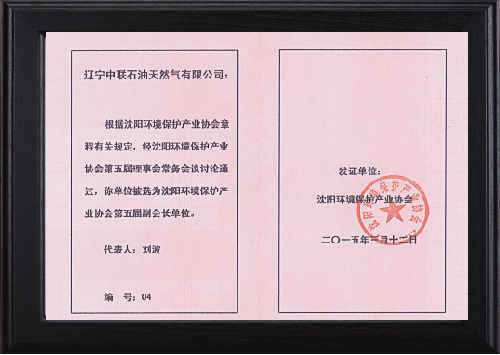 辽宁中联石油天然气有限公司：
根据沈阳环境保护产业协会章
程有关规定，经沈阳环境保护产业
协会第五届理事会常务会议讨论通
过，你单位被选为沈阳环境保护产
业协会第五届副会长单位。
代表人：刘波
编 号：04
发证单位：
沈阳环境保护产业协会
二〇一五年三月十二日